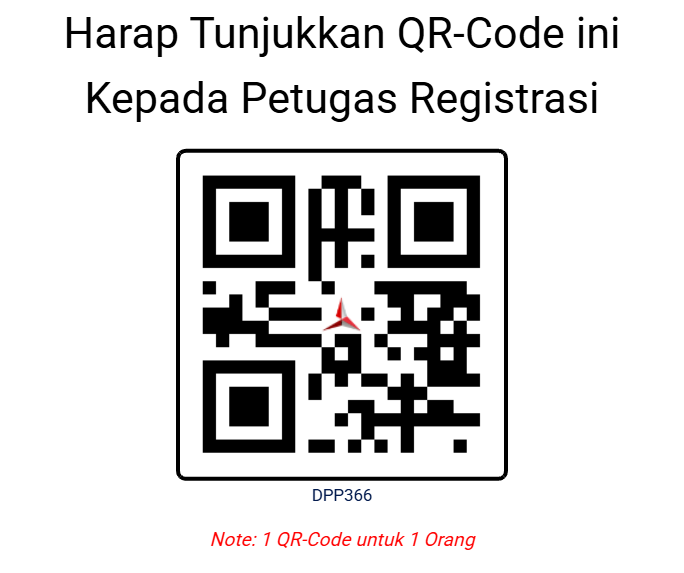 Harap Tunjukkan QR-Code ini
Kepada Petugas Registrasi
DPP366
Note: 1 QR-Code untuk 1 Orang